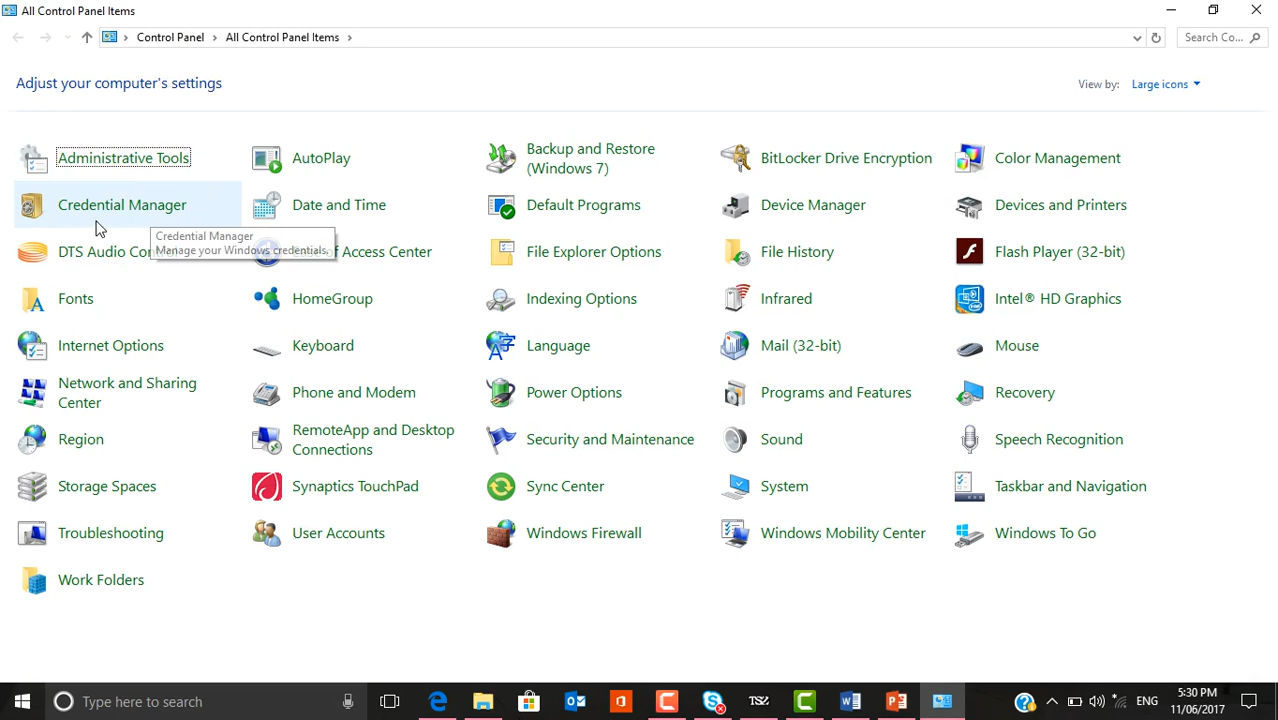 All Control Panel Items
Control Panel
All Control Panel Items
Search Co...
Adjust your computer's settings
View by:
Large icons
Administrative Tools
AutoPlay
Backup and Restore
(Windows 7)
BitLocker Drive Encryption
Color Management
Credential Manager
Date and Time
Default Programs
Device Manager
Devices and Printers
Credential Manager
Manage your Windows credentials.
DTS Audio Con
of Access Center
File Explorer Options
File History
Flash Player (32-bit)
Fonts
HomeGroup
Indexing Options
Infrared
Intel® HD Graphics
Internet Options
Keyboard
Language
Mail (32-bit)
Mouse
Network and Sharing
Center
Phone and Modem
Power Options
Programs and Features
Recovery
Region
RemoteApp and Desktop
Connections
Security and Maintenance
Sound
Speech Recognition
Storage Spaces
Synaptics TouchPad
Sync Center
System
Taskbar and Navigation
Troubleshooting
User Accounts
Windows Firewall
Windows Mobility Center
Windows To Go
Work Folders
Type here to search
TSZ
ENG
5:30 PM
11/06/2017